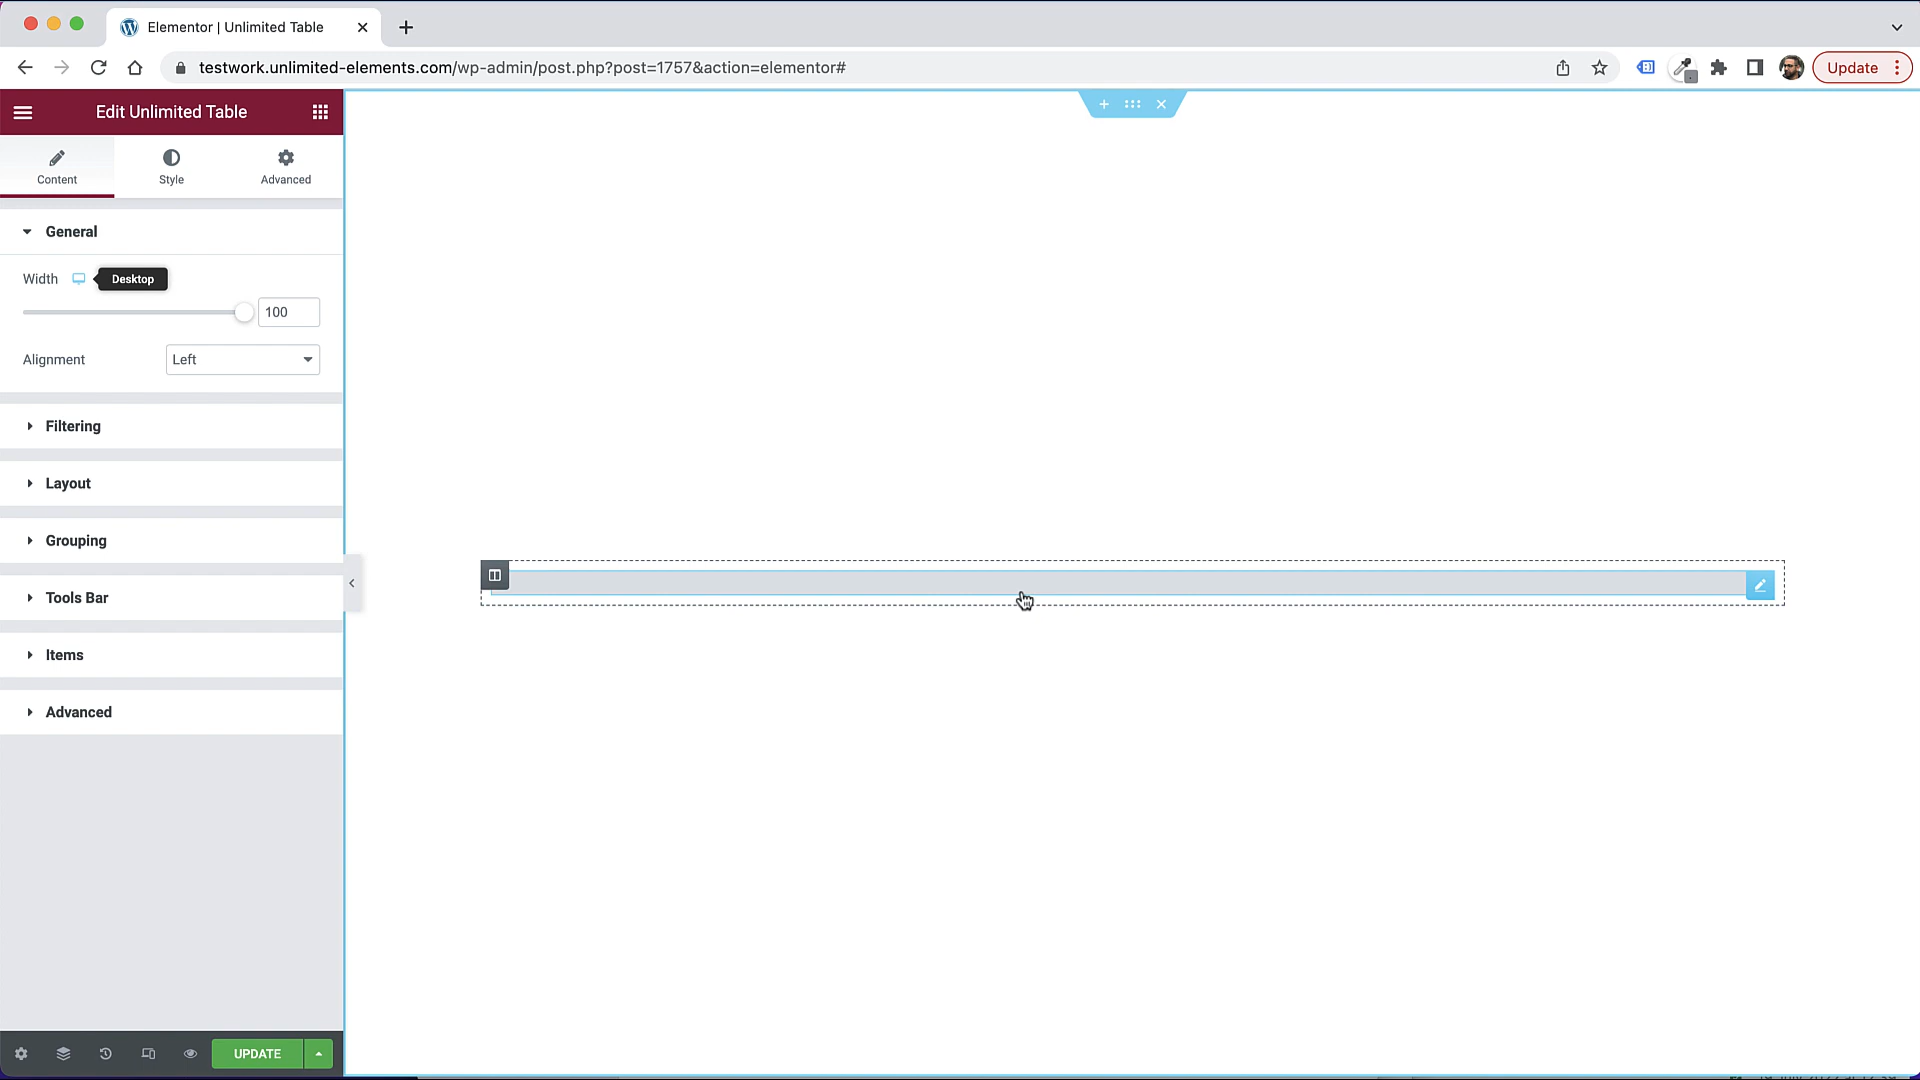 Elementor | Unlimited Table
testwork.unlimited-elements.com/wp-admin/post.php?post=1757&action=elementor#
Update
Edit Unlimited Table
Content
Style
Advanced
General
Width
Desktop
100
Alignment
Left
Filtering
Layout
Grouping
Tools Bar
Items
Advanced
UPDATE